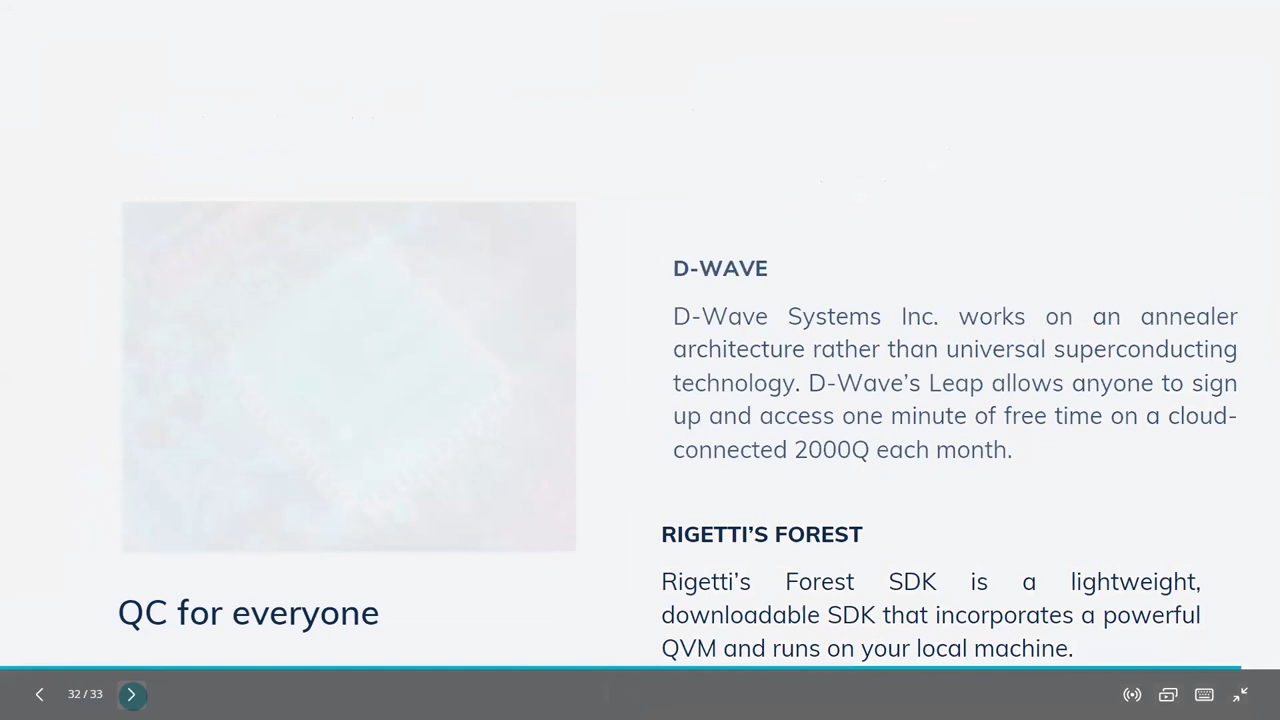 D-WAVE
D-Wave Systems Inc. works on an annealer
architecture rather than universal superconducting
technology. D-Wave’s Leap allows anyone to sign
up and access one minute of free time on a cloud-
connected 2000Q each month.
RIGETTI’S FOREST
Rigetti’s Forest SDK is a lightweight,
downloadable SDK that incorporates a powerful
QVM and runs on your local machine.
QC for everyone
32 / 33